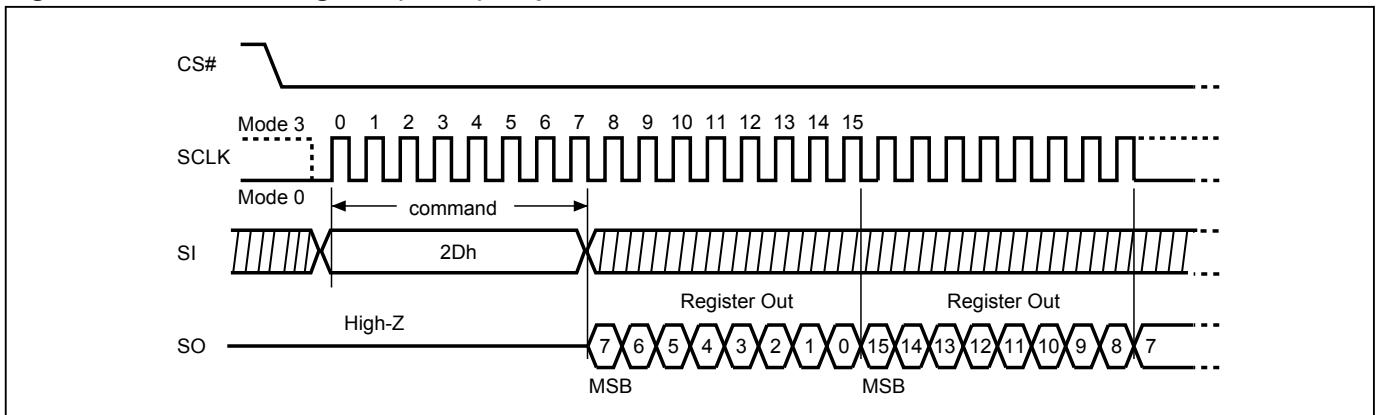 CS#
Mode 3 0 1 2 3 4 5 6 7 8 9 10 11 12 13 14 15
SCLK
Mode 0
command
SI 2Dh
Register Out Register Out
High-Z
SO 7 6 5 4 3 2 1 0 15 14 13 12 11 10 9 8 7
MSB MSB